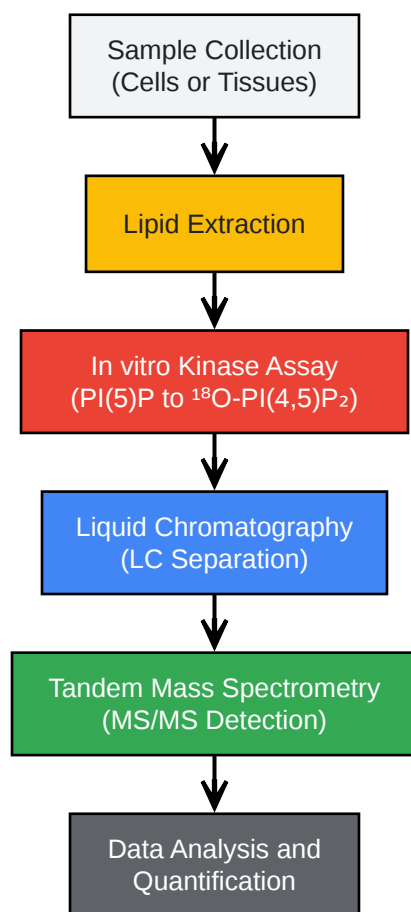 Sample Collection
(Cells or Tissues)
Lipid Extraction
In vitro Kinase Assay
(PI(5)P to ¹⁸O-PI(4,5)P₂)
Liquid Chromatography
(LC Separation)
Tandem Mass Spectrometry
(MS/MS Detection)
Data Analysis and
Quantification